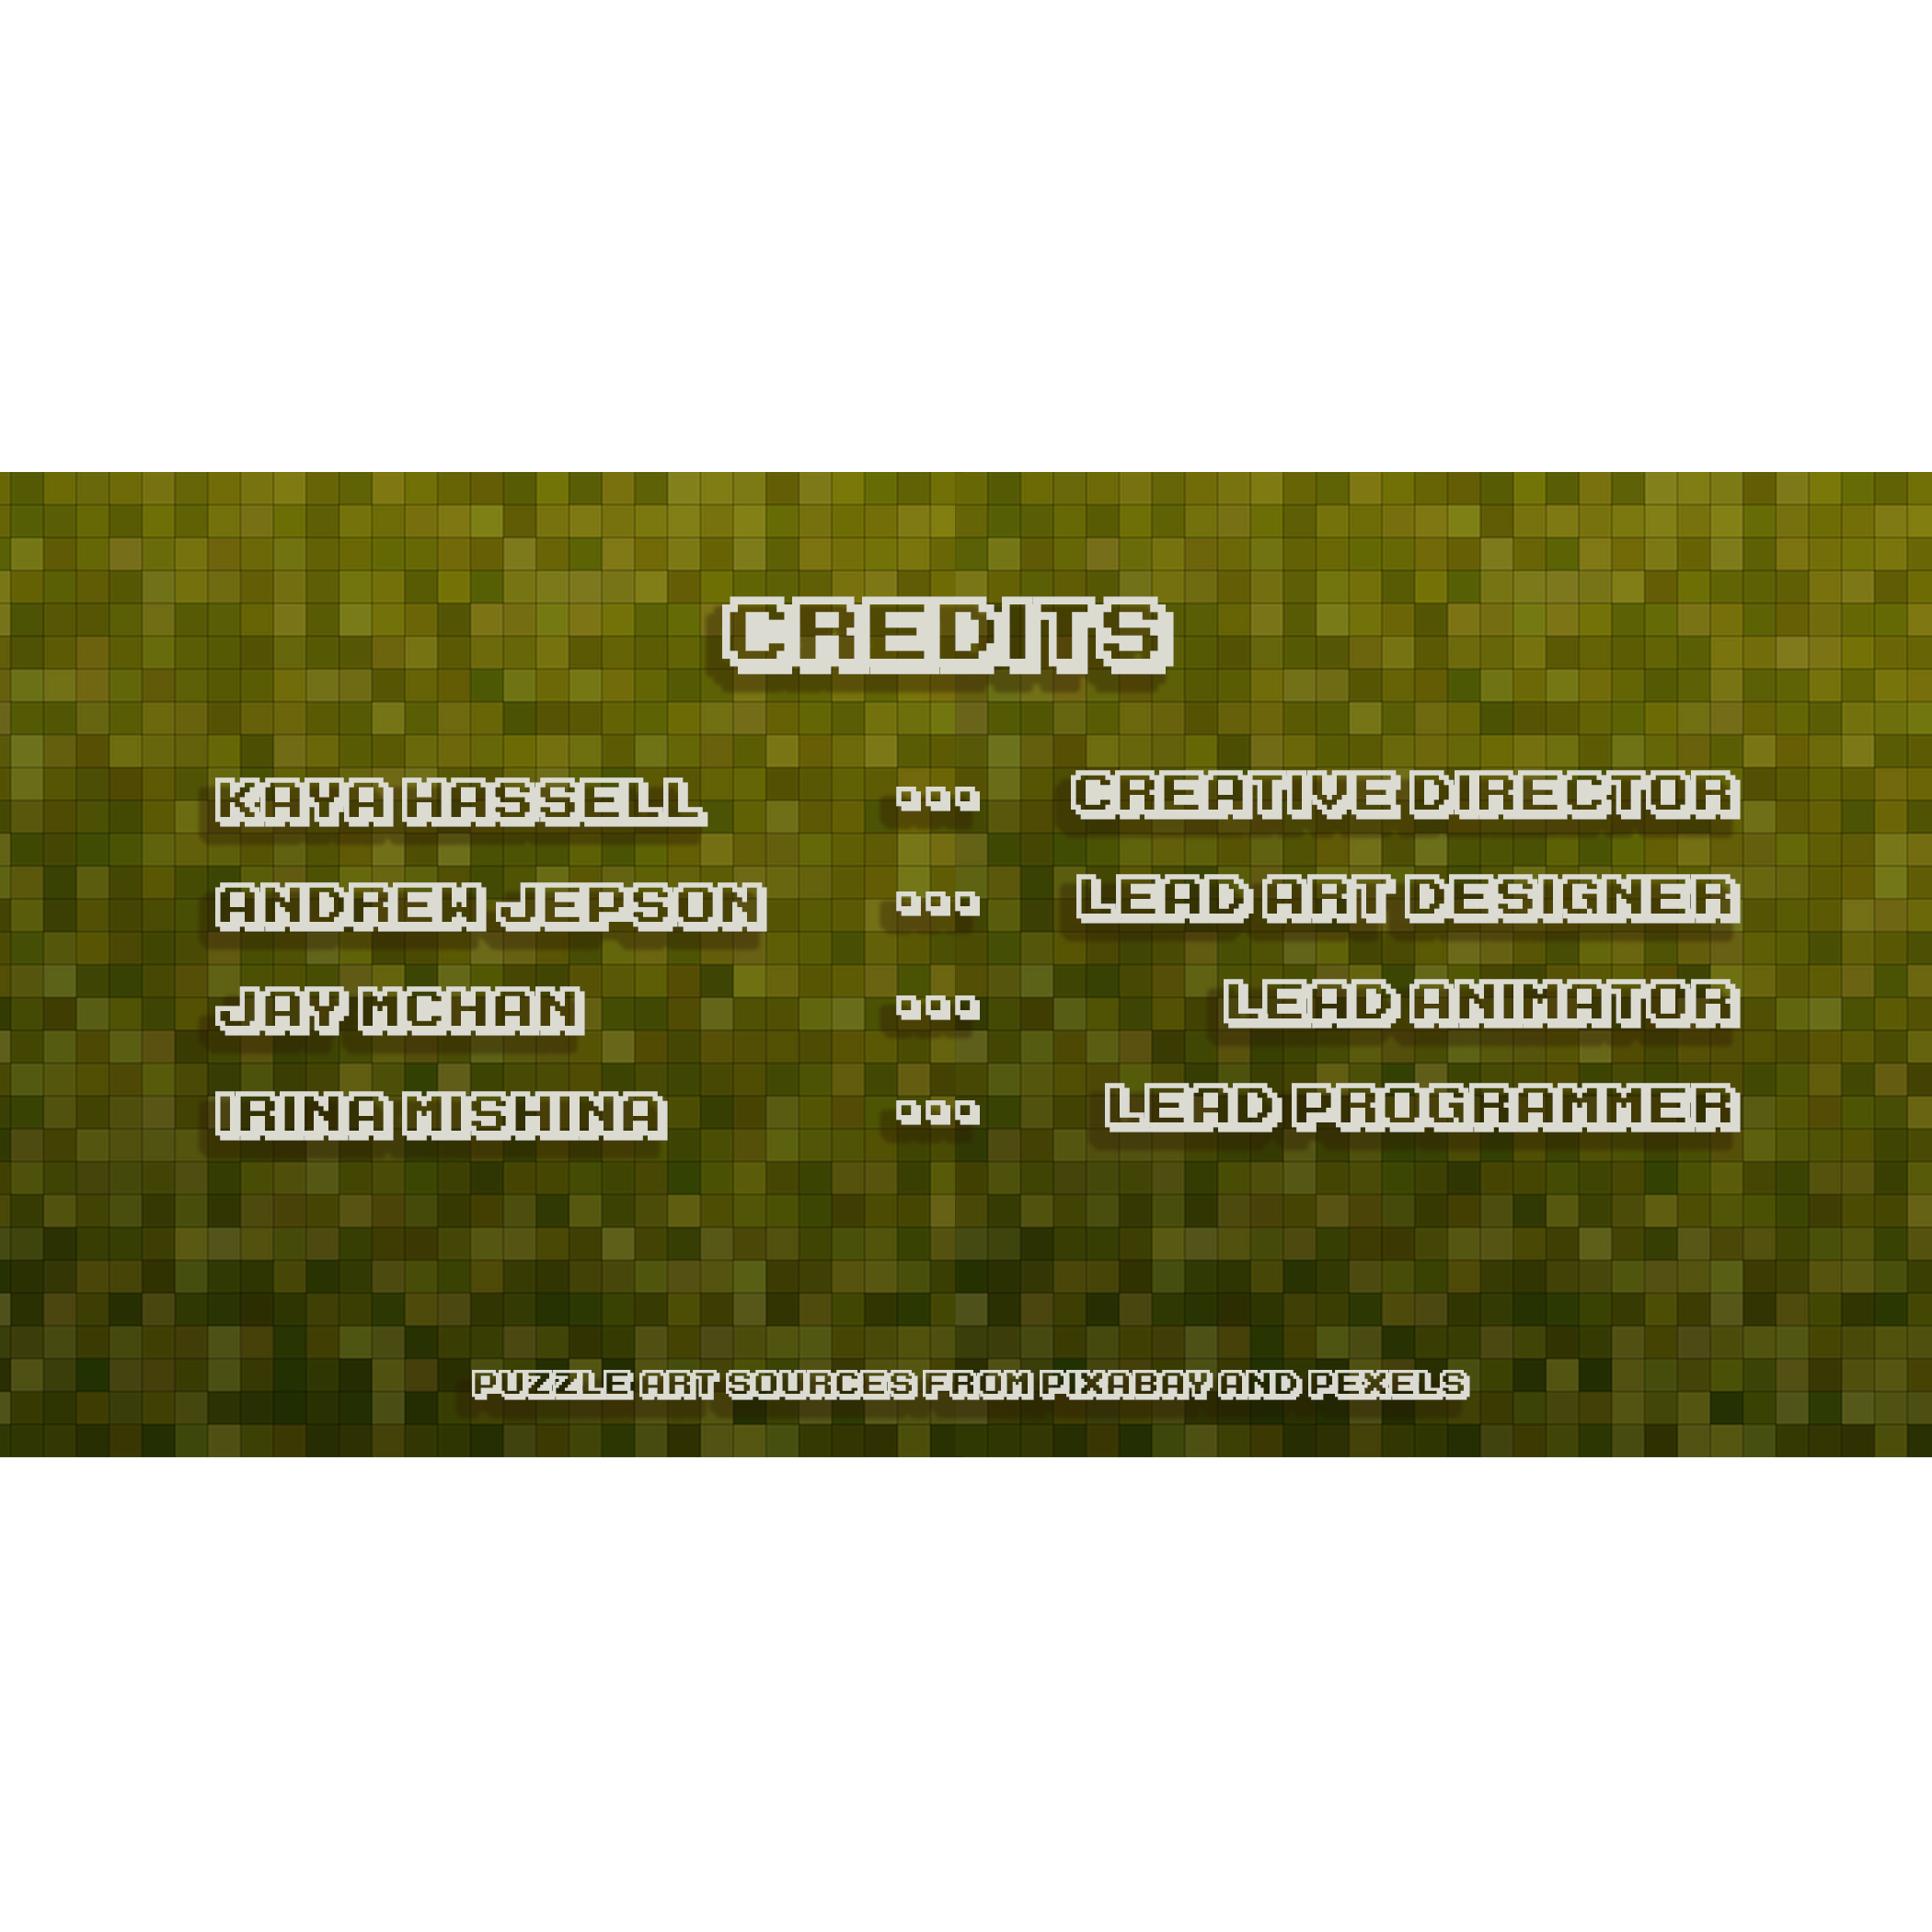 CREDITS
KAYA HASSELL ... CREATIVE DIRECTOR
ANDREW JEPSON ... LEAD ART DESIGNER
JAY MCHAN ... LEAD ANIMATOR
IRINA MISHINA ... LEAD PROGRAMMER
PUZZLE ART SOURCES FROM PIXABAY AND PEXELS